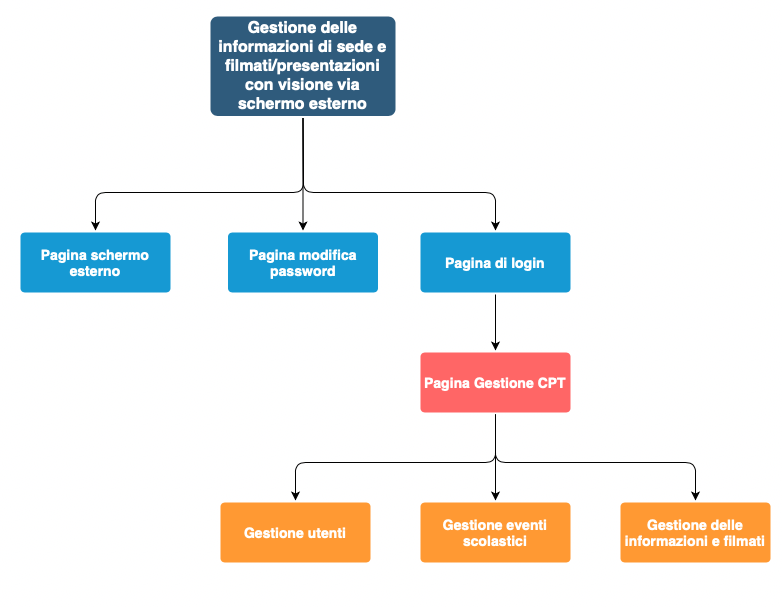 Gestione delle
informazioni di sede e
filmati/presentazioni
con visione via
schermo esterno
Pagina schermo
esterno
Pagina modifica
password
Pagina di login
Pagina Gestione CPT
Gestione utenti
Gestione eventi
scolastici
Gestione delle
informazioni e filmati